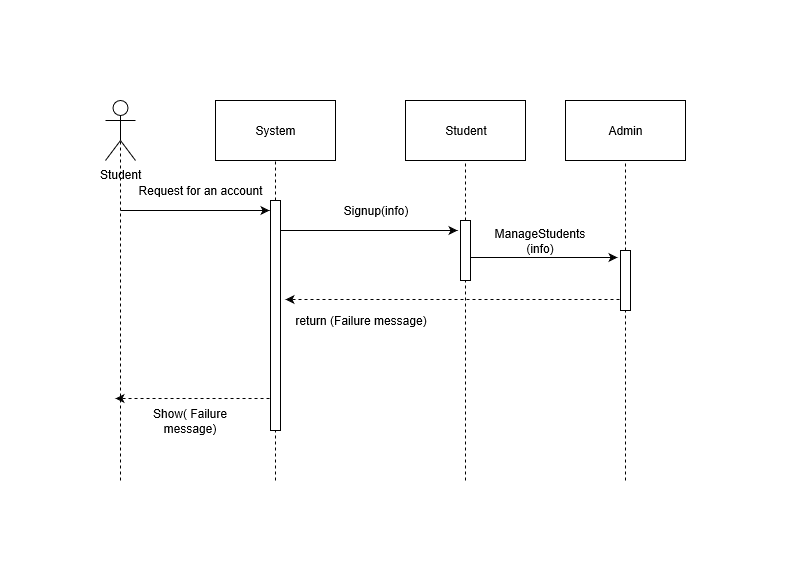 System
Student
Admin
Student
Request for an account
Signup(info)
ManageStudents
(info)
return (Failure message)
Show( Failure
message)